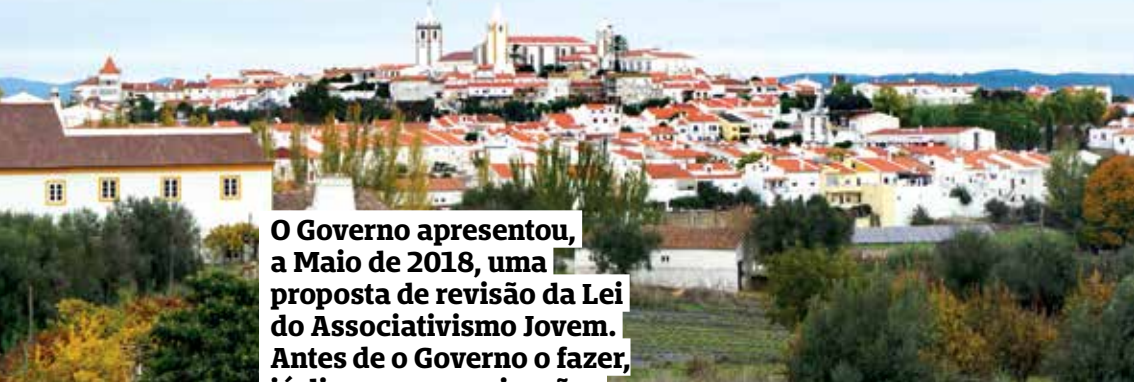 O Governo apresentou,
a Maio de 2018, uma
proposta de revisão da Lei
do Associativismo Jovem.
Antes de o Governo o fazer,